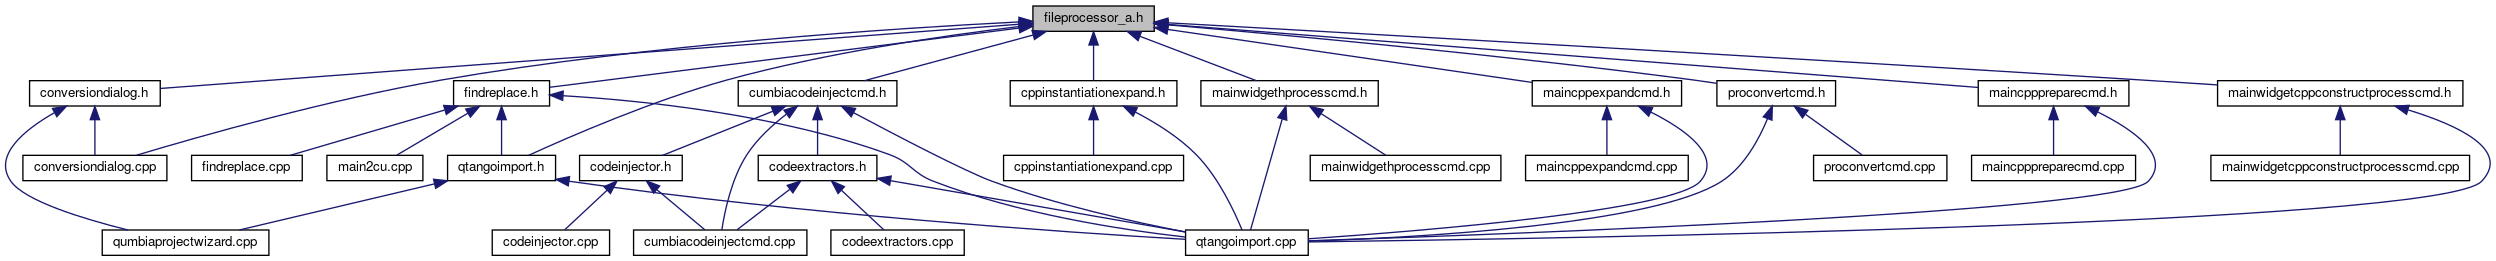 fileprocessor_a.h
conversiondialog.h
findreplace.h
cumbiacodeinjectcmd.h
cppinstantiationexpand.h
mainwidgethprocesscmd.h
maincppexpandcmd.h
proconvertcmd.h
maincpppreparecmd.h
mainwidgetcppconstructprocesscmd.h
conversiondialog.cpp
findreplace.cpp
main2cu.cpp
qtangoimport.h
codeinjector.h
codeextractors.h
cppinstantiationexpand.cpp
mainwidgethprocesscmd.cpp
maincppexpandcmd.cpp
proconvertcmd.cpp
maincpppreparecmd.cpp
mainwidgetcppconstructprocesscmd.cpp
qumbiaprojectwizard.cpp
codeinjector.cpp
cumbiacodeinjectcmd.cpp
codeextractors.cpp
qtangoimport.cpp